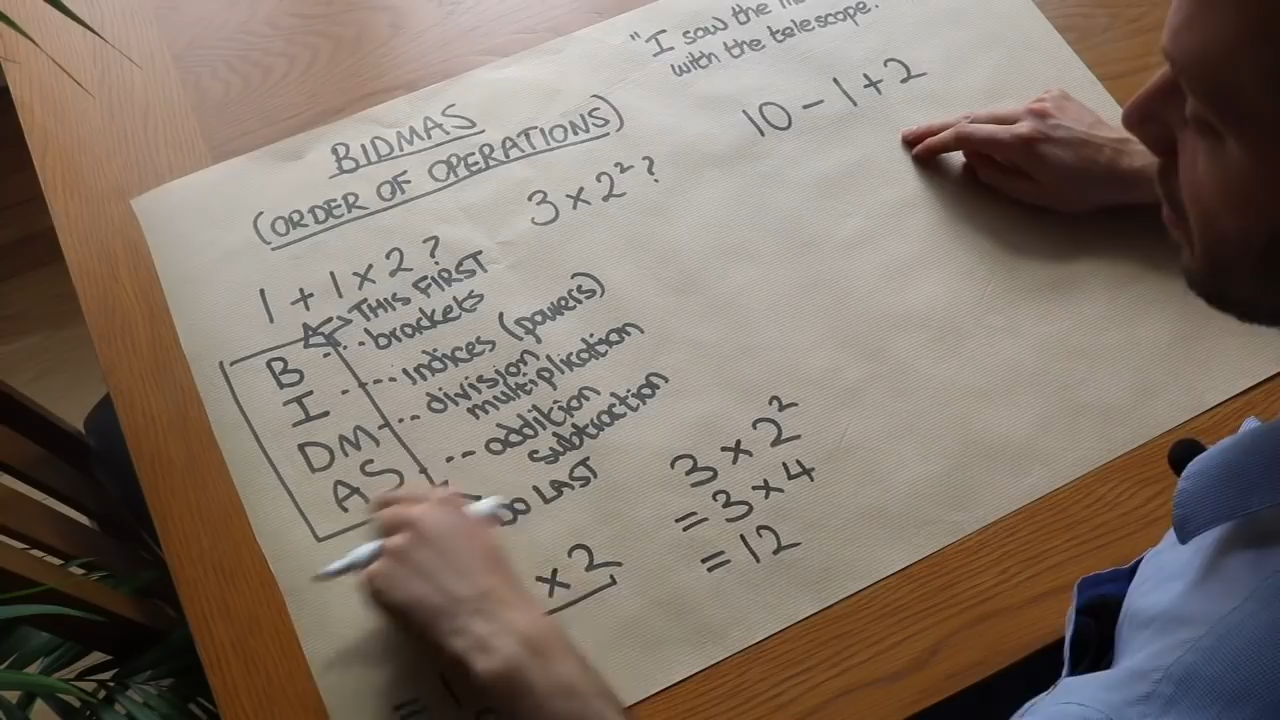 BIDMAS
(ORDER OF OPERATIONS)
1 + 1 × 2 ?
THIS FIRST
B ... brackets
I .... indices (powers)
DM ... division
multiplication
AS ... addition
subtraction
DO LAST
× 2
=
3 × 2² ?
3 × 2²
= 3 × 4
= 12
"I saw the
with the telescope.
10 - 1 + 2